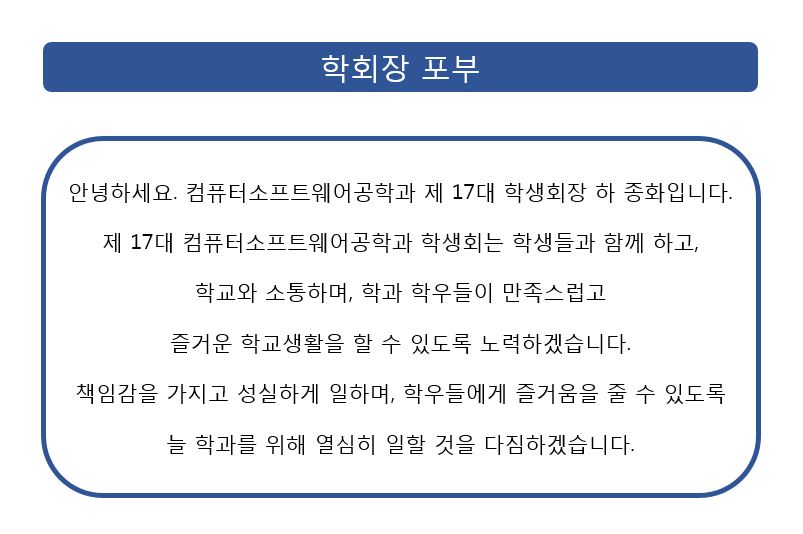 학회장 포부
안녕하세요. 컴퓨터소프트웨어공학과 제 17대 학생회장 하 종화입니다.
제 17대 컴퓨터소프트웨어공학과 학생회는 학생들과 함께 하고,
학교와 소통하며, 학과 학우들이 만족스럽고
즐거운 학교생활을 할 수 있도록 노력하겠습니다.
책임감을 가지고 성실하게 일하며, 학우들에게 즐거움을 줄 수 있도록
늘 학과를 위해 열심히 일할 것을 다짐하겠습니다.